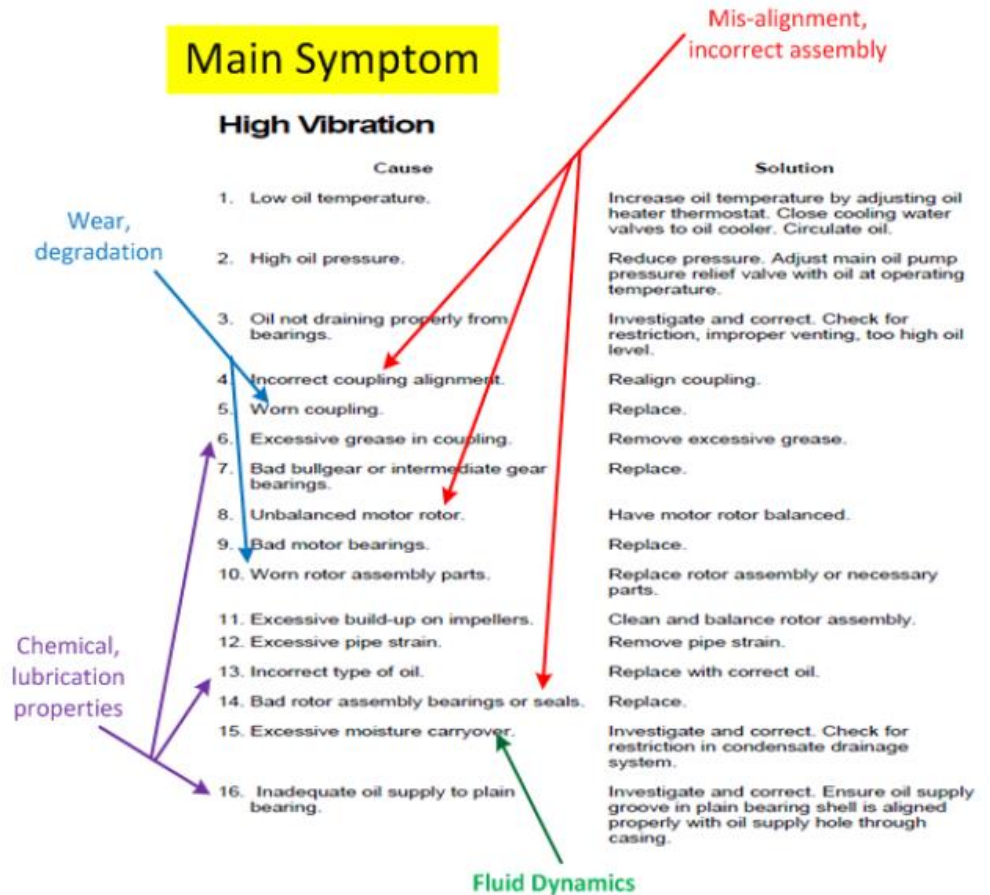 Main Symptom
Mis-alignment,
incorrect assembly
High Vibration
Cause
Solution
Wear,
degradation
1. Low oil temperature.
Increase oil temperature by adjusting oil
heater thermostat. Close cooling water
valves to oil cooler. Circulate oil.
2. High oil pressure.
Reduce pressure. Adjust main oil pump
pressure relief valve with oil at operating
temperature.
3. Oil not draining properly from
bearings.
Investigate and correct. Check for
restriction, improper venting, too high oil
level.
4. Incorrect coupling alignment.
Realign coupling.
5. Worn coupling.
Replace.
6. Excessive grease in coupling.
Remove excessive grease.
7. Bad bullgear or intermediate gear
bearings.
Replace.
8. Unbalanced motor rotor.
Have motor rotor balanced.
9. Bad motor bearings.
Replace.
10. Worn rotor assembly parts.
Replace rotor assembly or necessary
parts.
11. Excessive build-up on impellers.
Clean and balance rotor assembly.
12. Excessive pipe strain.
Remove pipe strain.
13. Incorrect type of oil.
Replace with correct oil.
14. Bad rotor assembly bearings or seals.
Replace.
15. Excessive moisture carryover.
Investigate and correct. Check for
restriction in condensate drainage
system.
16. Inadequate oil supply to plain
bearing.
Investigate and correct. Ensure oil supply
groove in plain bearing shell is aligned
properly with oil supply hole through
casing.
Chemical,
lubrication
properties
Fluid Dynamics